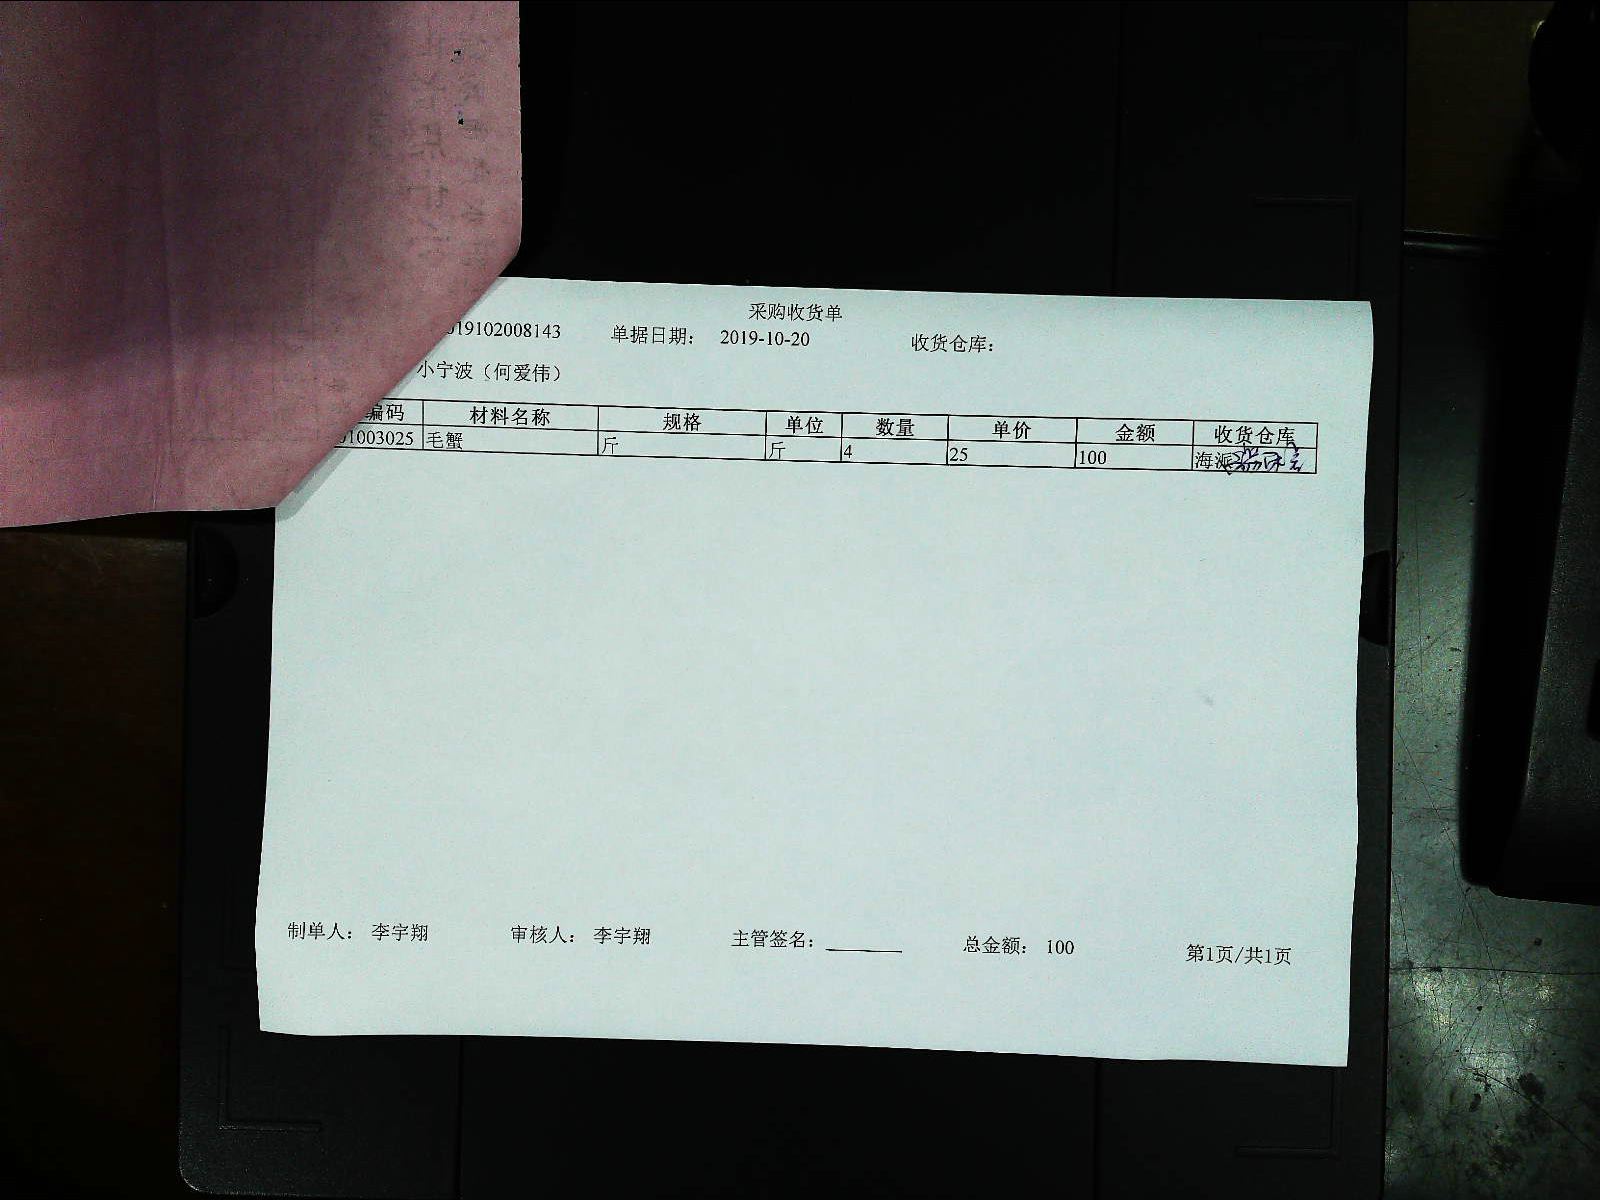 采购收货单
019102008143 单据日期： 2019-10-20 收货仓库：
小宁波（何爱伟）
编码 材料名称 规格 单位 数量 单价 金额 收货仓库
01003025 毛蟹 斤 斤 4 25 100 海派
制单人： 李宇翔 审核人： 李宇翔 主管签名： 总金额： 100 第1页/共1页